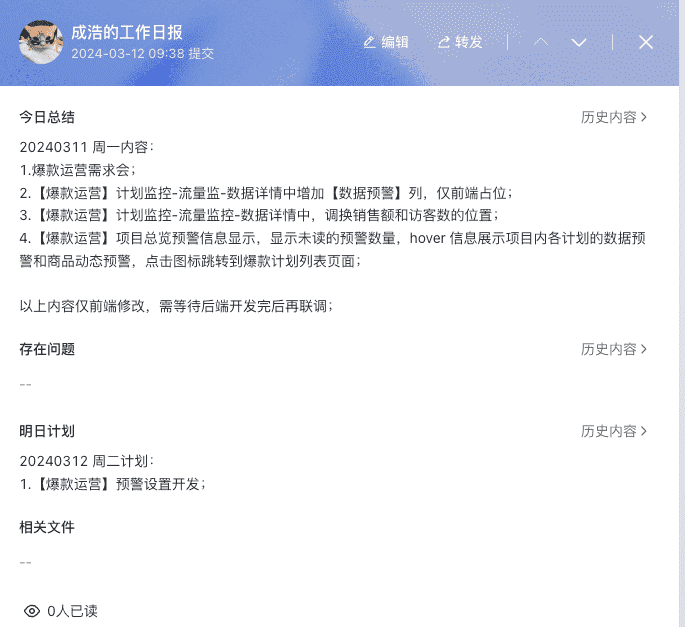 成浩的工作日报
2024-03-12 09:38 提交
编辑
转发
今日总结
历史内容
20240311 周一内容：
1.爆款运营需求会；
2.【爆款运营】计划监控-流量监-数据详情中增加【数据预警】列，仅前端占位；
3.【爆款运营】计划监控-流量监控-数据详情中，调换销售额和访客数的位置；
4.【爆款运营】项目总览预警信息显示，显示未读的预警数量，hover 信息展示项目内各计划的数据预
警和商品动态预警，点击图标跳转到爆款计划列表页面；
以上内容仅前端修改，需等待后端开发完后再联调；
存在问题
历史内容
--
明日计划
历史内容
20240312 周二计划：
1.【爆款运营】预警设置开发；
相关文件
--
0人已读